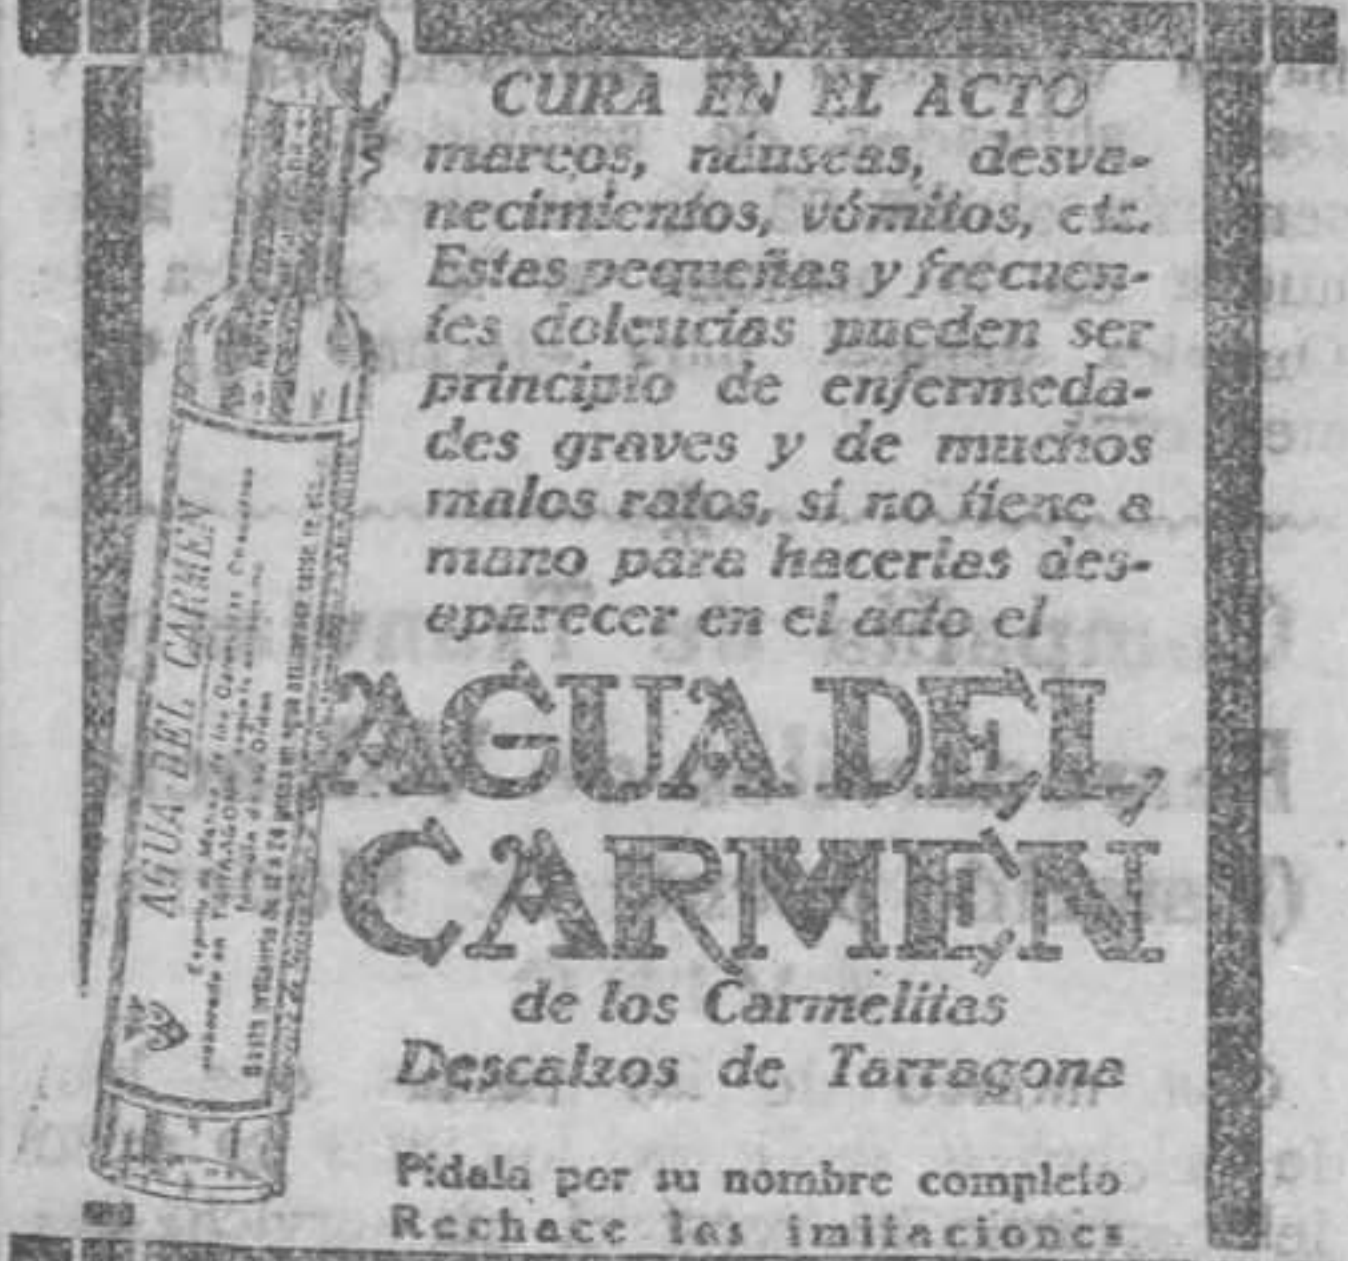 CURA EN EL ACTO
mareos, náuseas, desva-
necimientos, vómitos, etc.
Estas pequeñas y frecuen-
tes dolencias pueden ser
principio de enfermeda-
des graves y de muchos
malos ratos, si no tiene a
mano para hacerlas des-
aparecer en el acto el
AGUA DEL
CARMEN
de los Carmelitas
Descalzos de Tarragona
Pídala por su nombre completo
Rechace las imitaciones
AGUA DEL CARMEN